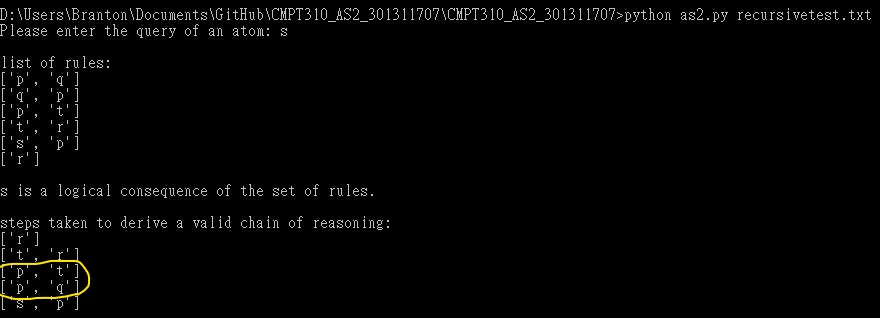 D:\Users\Branton\Documents\GitHub\CMPT310_AS2_301311707\CMPT310_AS2_301311707>python as2.py recursivetest.txt
Please enter the query of an atom: s
list of rules:
['p', 'q']
['q', 'p']
['p', 't']
['t', 'r']
['s', 'p']
['r']
s is a logical consequence of the set of rules.
steps taken to derive a valid chain of reasoning:
['r']
['t', 'r']
['p', 't']
['p', 'q']
['s', 'p']